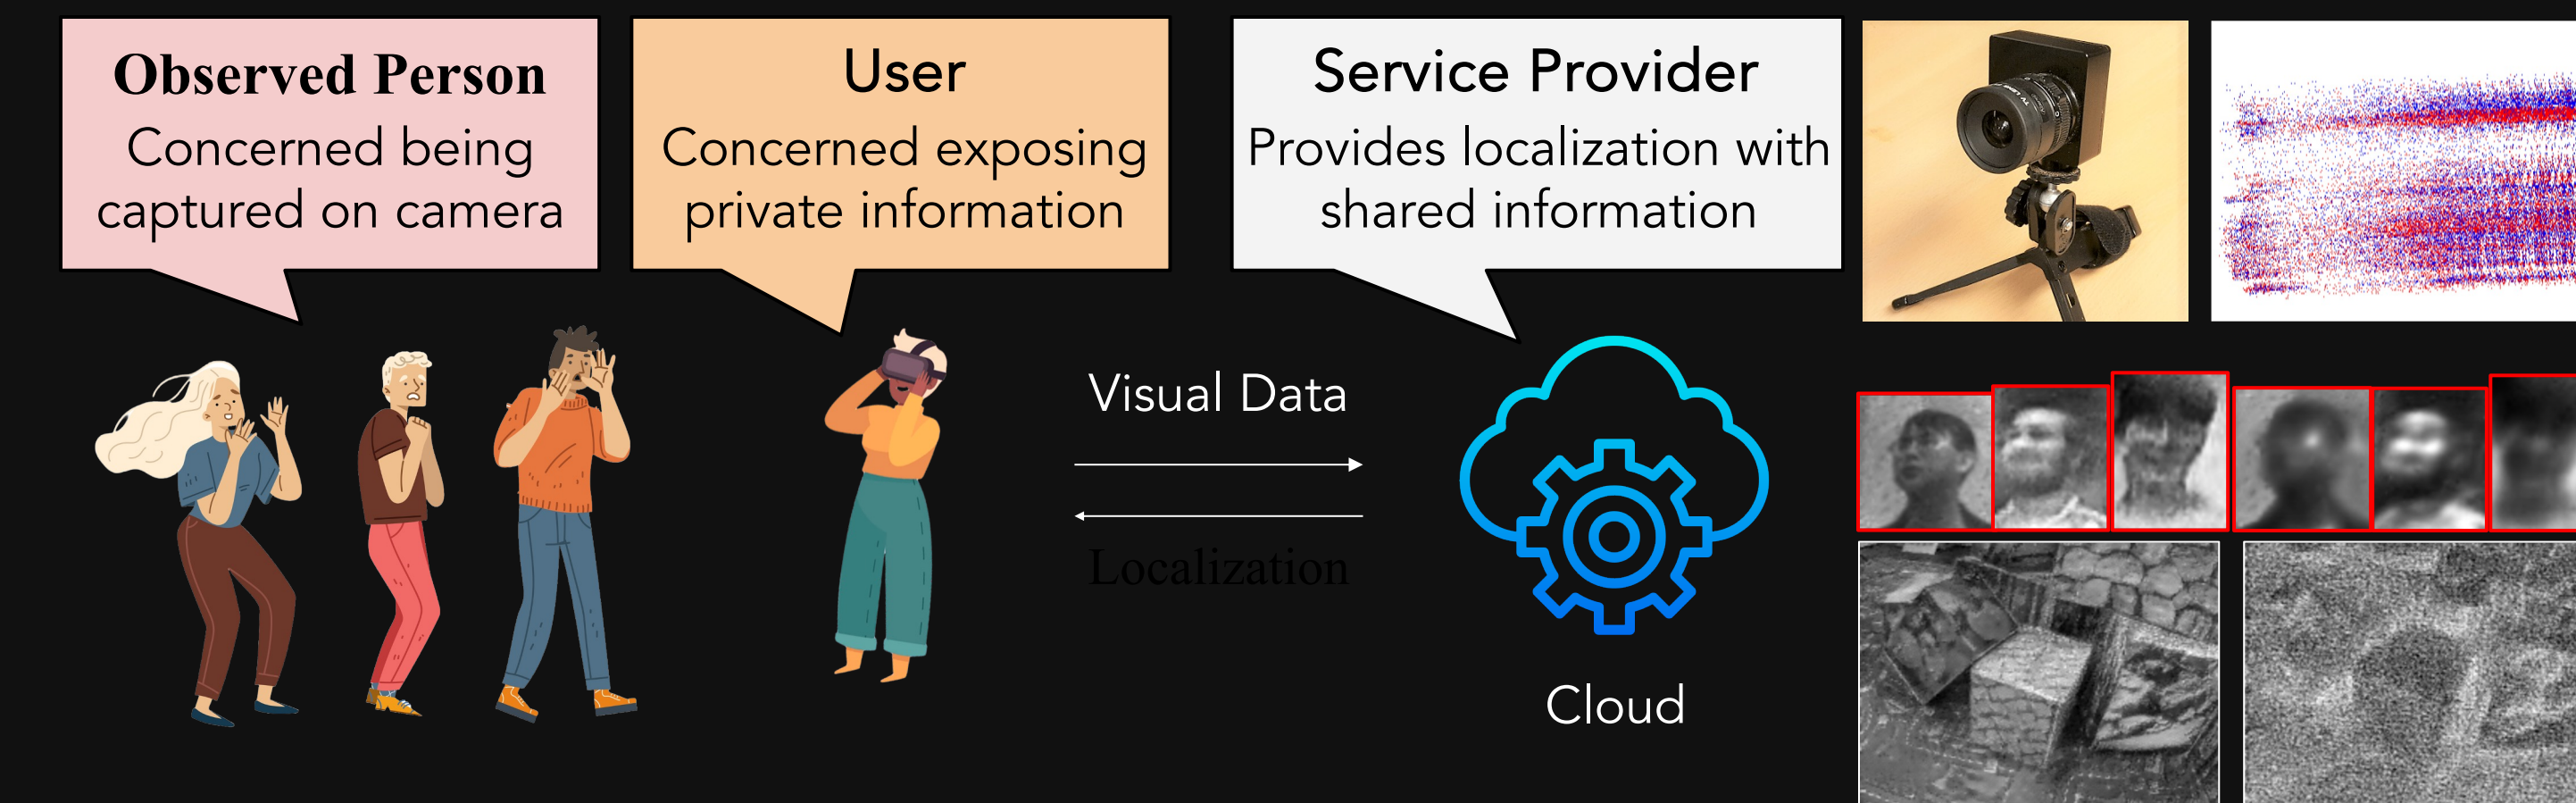 Observed Person
Concerned being
captured on camera
User
Concerned exposing
private information
Service Provider
Provides localization with
shared information
Visual Data
Localization
Cloud